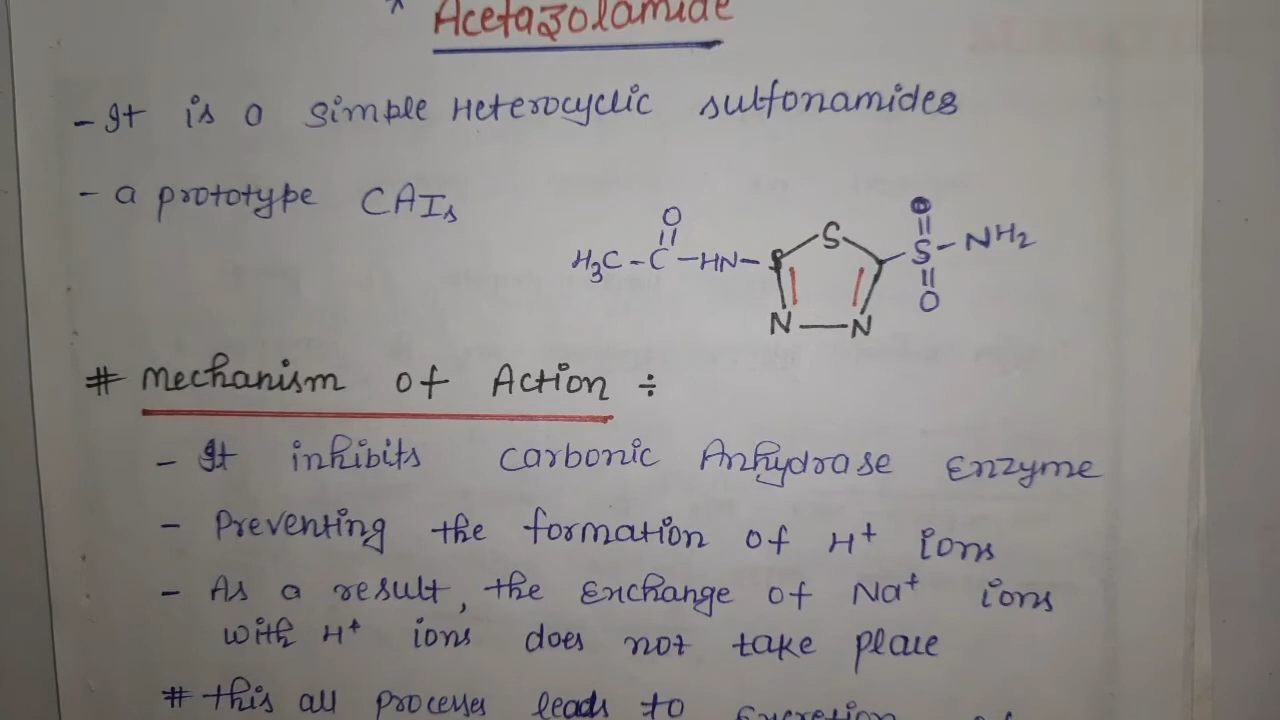 Acetazolamide
- It is a simple Heterocyclic sulfonamides
- a prototype CAIs
O O
H3C - C - HN - S S - NH2
N N O
# Mechanism of Action ÷
- It inhibits carbonic Anhydrase Enzyme
- Preventing the formation of H+ ions
- As a result, the Exchange of Na+ ions
with H+ ions does not take place
# This all processes leads to Excretion of